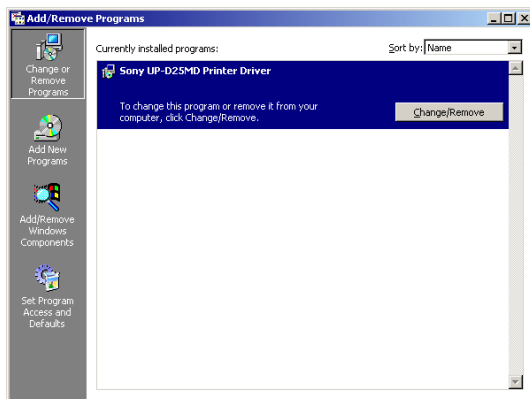 Add/Remove Programs
Change or
Remove
Programs
Add New
Programs
Add/Remove
Windows
Components
Set Program
Access and
Defaults
Currently installed programs:
Sort by: Name
Sony UP-D25MD Printer Driver
To change this program or remove it from your
computer, click Change/Remove.
Change/Remove